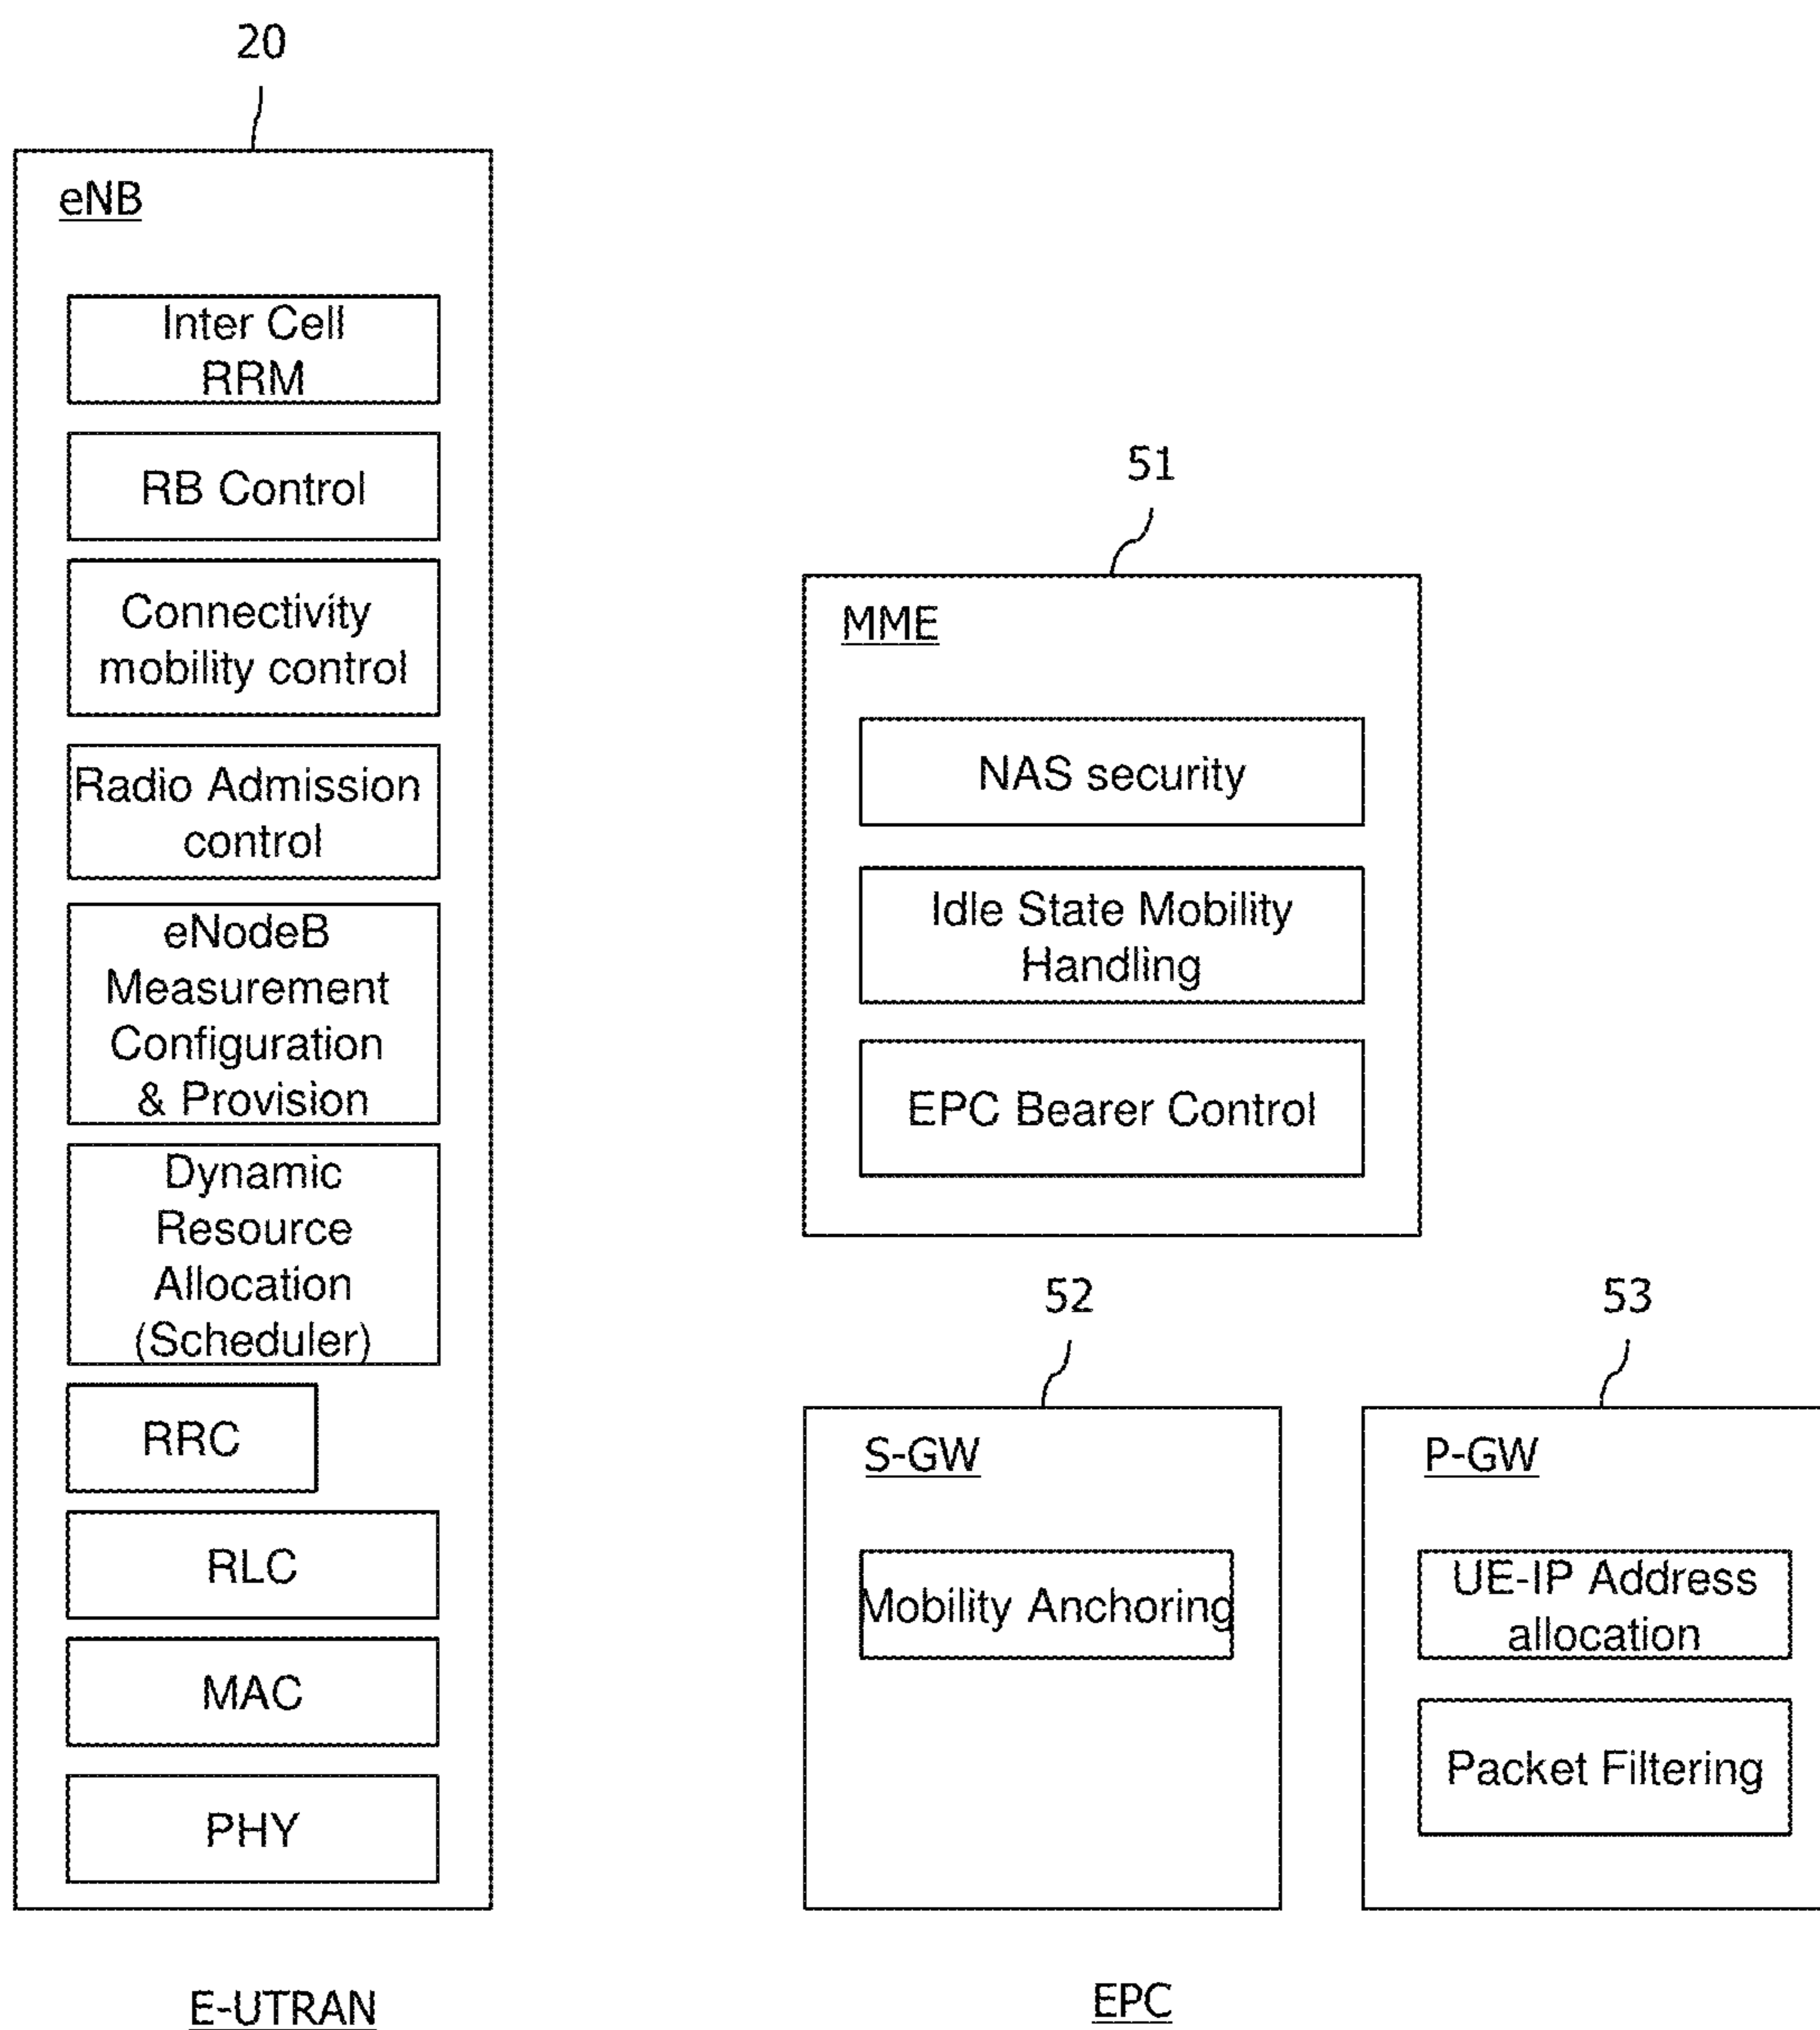 20
eNB
Inter Cell
RRM
RB Control
Connectivity
mobility control
Radio Admission
control
eNodeB
Measurement
Configuration
& Provision
Dynamic
Resource
Allocation
(Scheduler)
RRC
RLC
MAC
PHY
E-UTRAN
51
MME
NAS security
Idle State Mobility
Handling
EPC Bearer Control
52
S-GW
Mobility Anchoring
53
P-GW
UE-IP Address
allocation
Packet Filtering
EPC